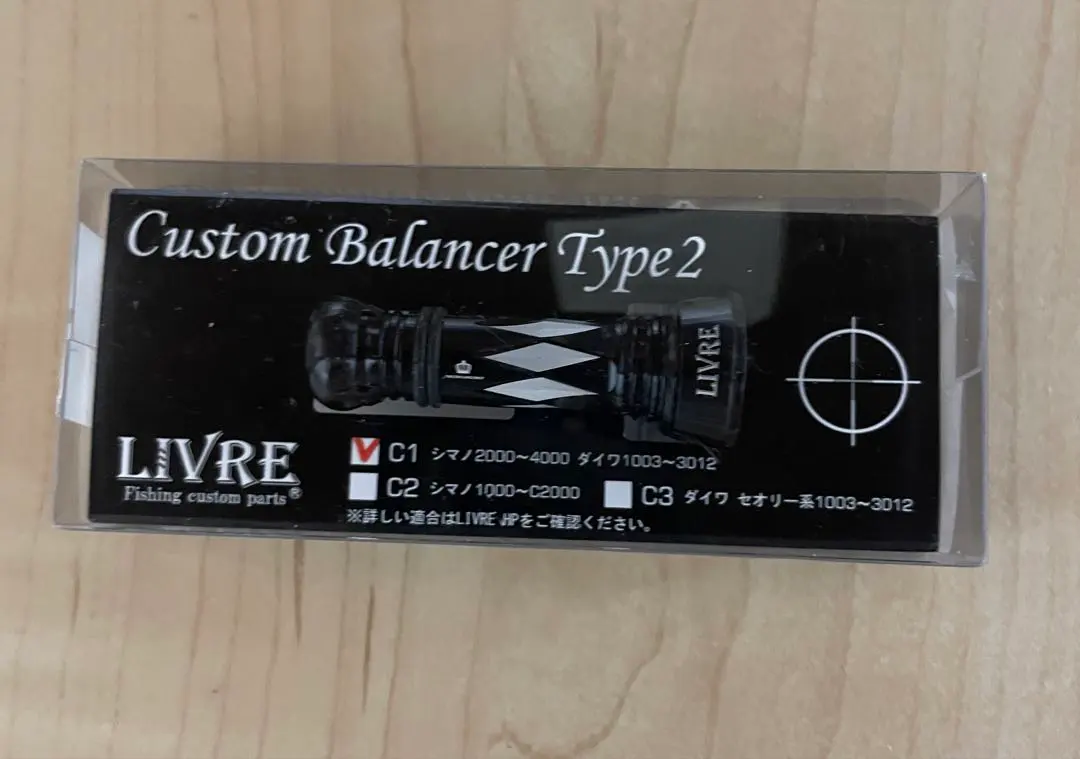 Custom Balancer Type2
LIVRE
LIVRE
Fishing custom parts®
C1 シマノ2000〜4000 ダイワ1003〜3012
C2 シマノ1000〜C2000
C3 ダイワ セオリー系1003〜3012
※詳しい適合はLIVRE HPをご確認ください。